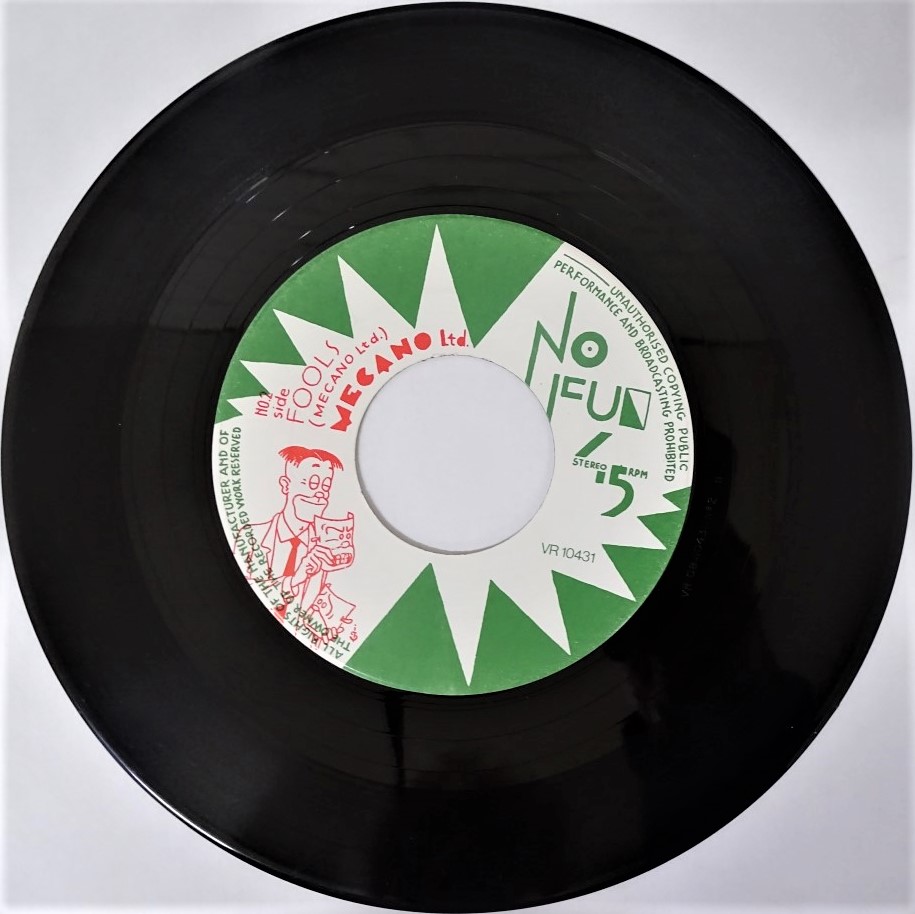 NO.2
side
FOOLS
(MECANO Ltd.)
MECANO Ltd.
UNAUTHORISED COPYING PUBLIC
PERFORMANCE AND BROADCASTING PROHIBITED
NO
FUN
STEREO 45 RPM
VR 10431
ALL RIGHTS OF THE MANUFACTURER AND OF
THE OWNER OF THE RECORDED WORK RESERVED